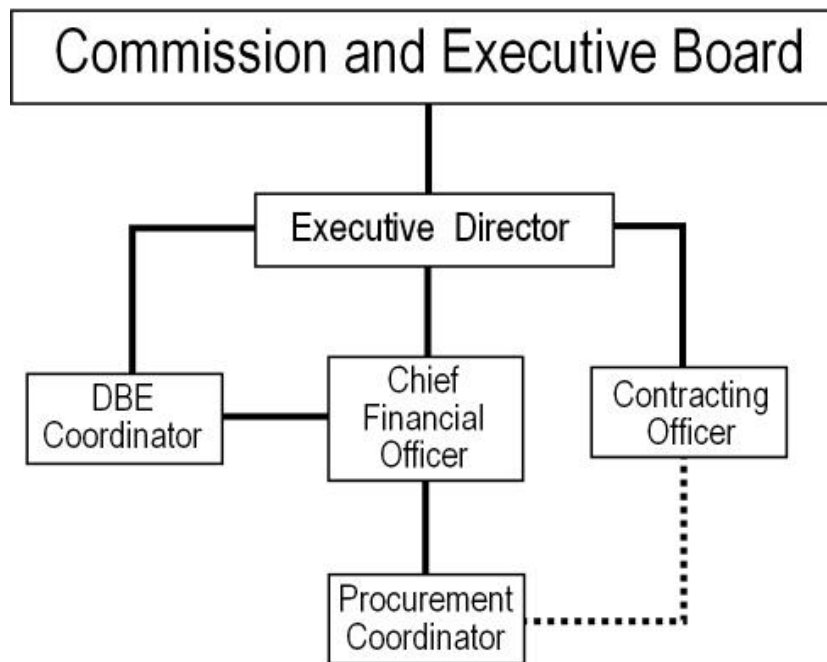 Commission and Executive Board
Executive Director
DBE
Coordinator
Chief
Financial
Officer
Contracting
Officer
Procurement
Coordinator